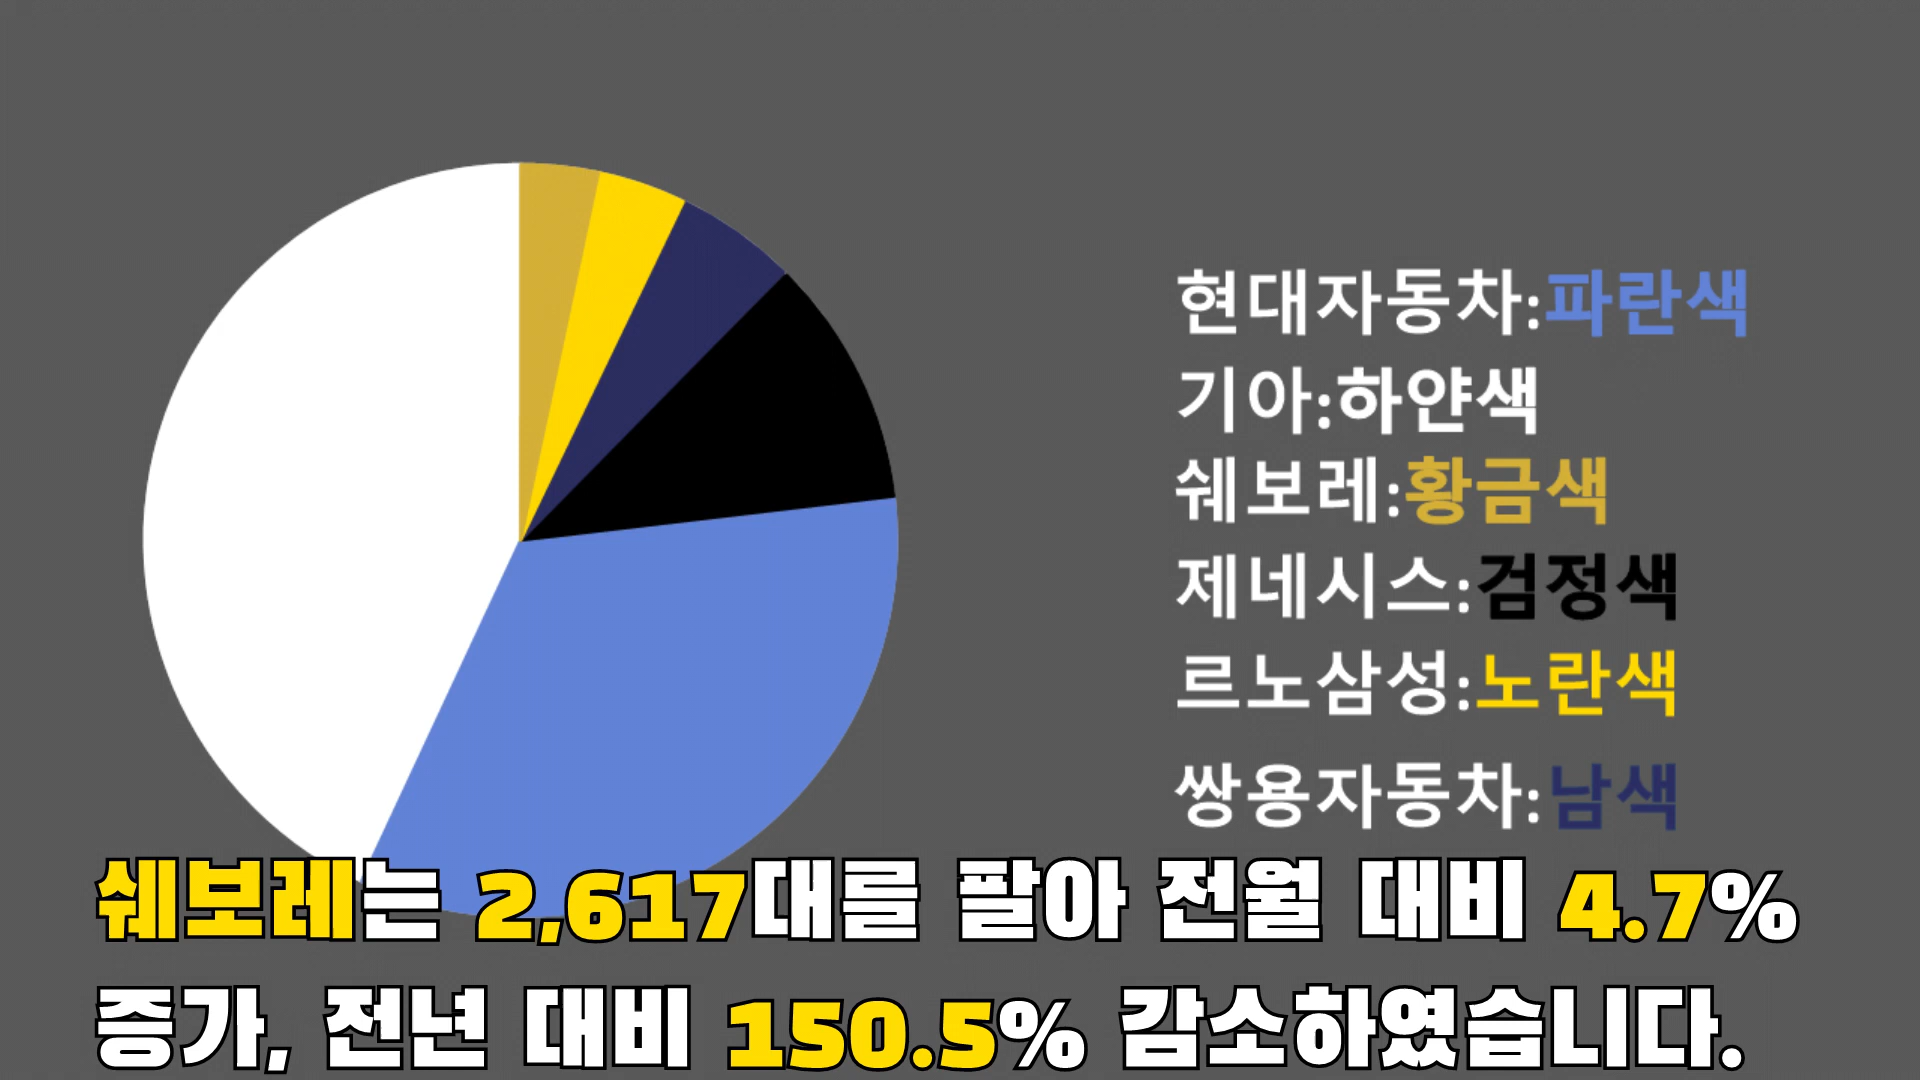 현대자동차:파란색
기아:하얀색
쉐보레:황금색
제네시스:검정색
르노삼성:노란색
쌍용자동차:남색
쉐보레는 2,617대를 팔아 전월 대비 4.7%
증가, 전년 대비 150.5% 감소하였습니다.